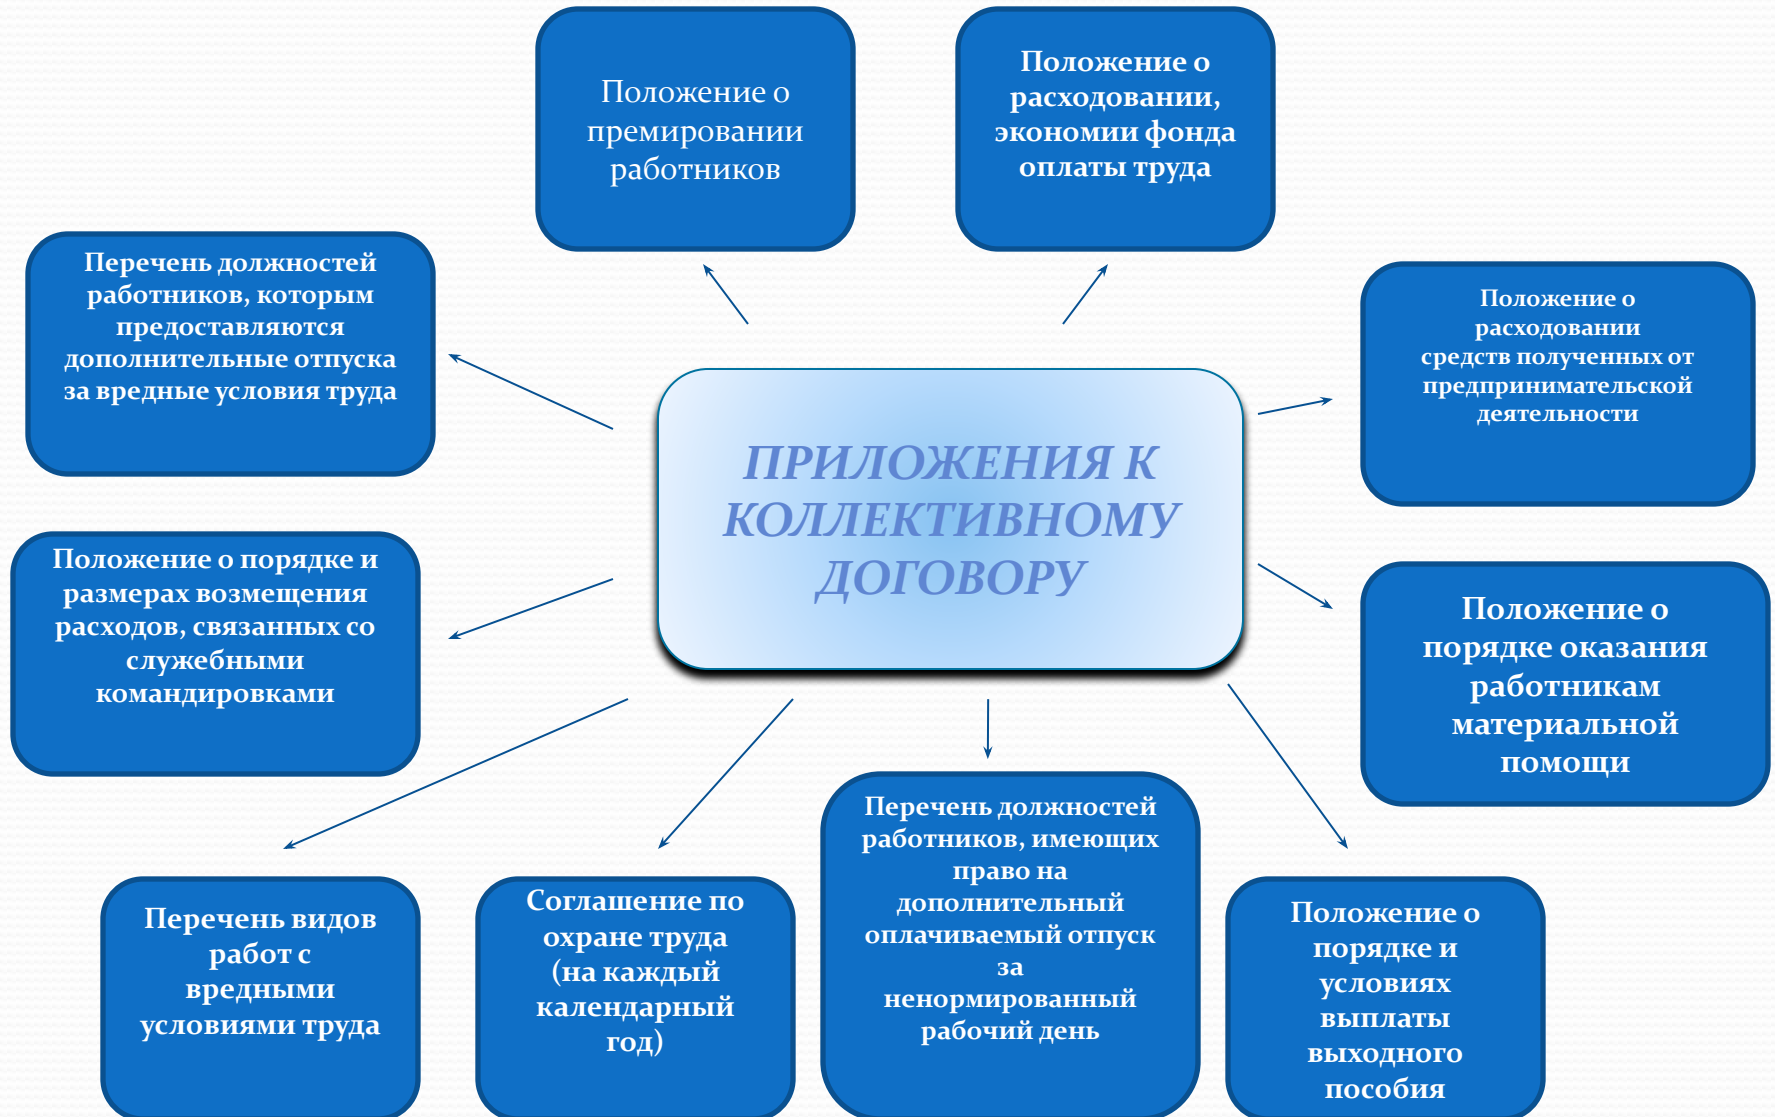 Положение о
премировании
работников
Положение о
расходовании,
экономии фонда
оплаты труда
Перечень должностей
работников, которым
предоставляются
дополнительные отпуска
за вредные условия труда
Положение о
расходовании
средств полученных от
предпринимательской
деятельности
ПРИЛОЖЕНИЯ К
КОЛЛЕКТИВНОМУ
ДОГОВОРУ
Положение о порядке и
размерах возмещения
расходов, связанных со
служебными
командировками
Положение о
порядке оказания
работникам
материальной
помощи
Перечень видов
работ с
вредными
условиями труда
Соглашение по
охране труда
(на каждый
календарный
год)
Перечень должностей
работников, имеющих
право на
дополнительный
оплачиваемый отпуск
за
ненормированный
рабочий день
Положение о
порядке и
условиях
выплаты
выходного
пособия